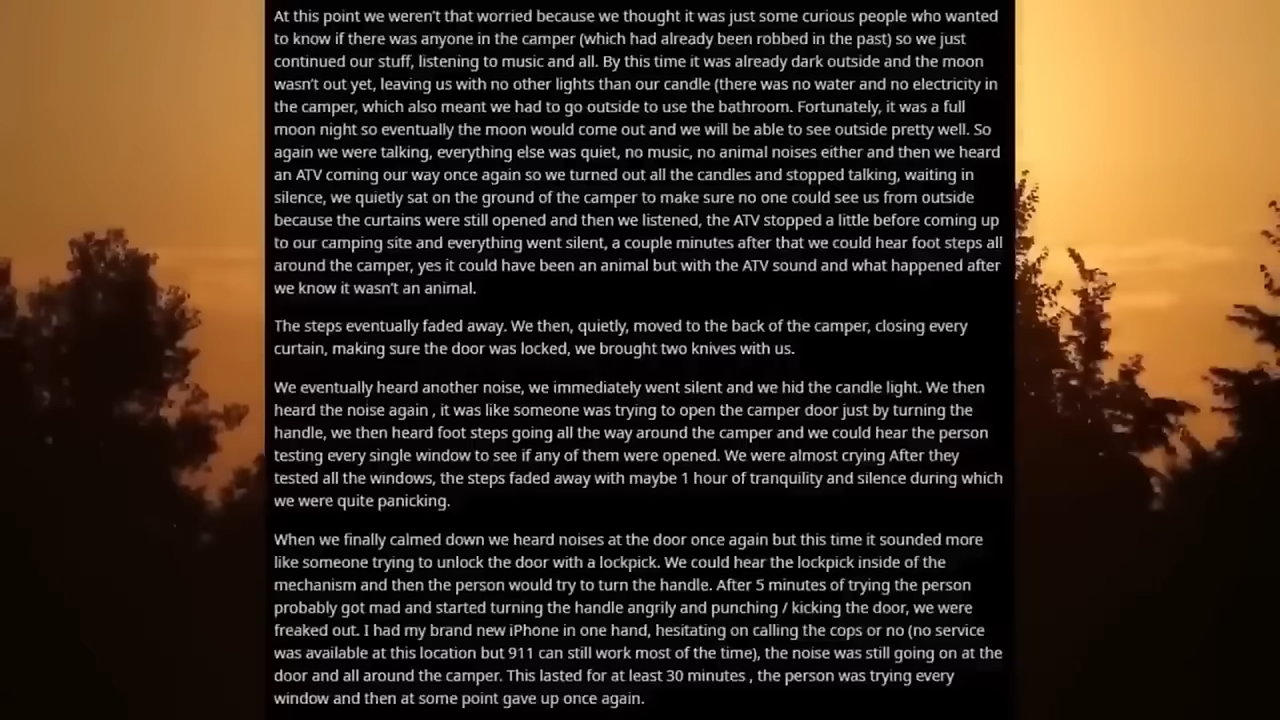 At this point we weren't that worried because we thought it was just some curious people who wanted
to know if there was anyone in the camper (which had already been robbed in the past) so we just
continued our stuff, listening to music and all. By this time it was already dark outside and the moon
wasn't out yet, leaving us with no other lights than our candle (there was no water and no electricity in
the camper, which also meant we had to go outside to use the bathroom. Fortunately, it was a full
moon night so eventually the moon would come out and we will be able to see outside pretty well. So
again we were talking, everything else was quiet, no music, no animal noises either and then we heard
an ATV coming our way once again so we turned out all the candles and stopped talking, waiting in
silence, we quietly sat on the ground of the camper to make sure no one could see us from outside
because the curtains were still opened and then we listened, the ATV stopped a little before coming up
to our camping site and everything went silent, a couple minutes after that we could hear foot steps all
around the camper, yes it could have been an animal but with the ATV sound and what happened after
we know it wasn't an animal.
The steps eventually faded away. We then, quietly, moved to the back of the camper, closing every
curtain, making sure the door was locked, we brought two knives with us.
We eventually heard another noise, we immediately went silent and we hid the candle light. We then
heard the noise again , it was like someone was trying to open the camper door just by turning the
handle, we then heard foot steps going all the way around the camper and we could hear the person
testing every single window to see if any of them were opened. We were almost crying After they
tested all the windows, the steps faded away with maybe 1 hour of tranquility and silence during which
we were quite panicking.
When we finally calmed down we heard noises at the door once again but this time it sounded more
like someone trying to unlock the door with a lockpick. We could hear the lockpick inside of the
mechanism and then the person would try to turn the handle. After 5 minutes of trying the person
probably got mad and started turning the handle angrily and punching / kicking the door, we were
freaked out. I had my brand new iPhone in one hand, hesitating on calling the cops or no (no service
was available at this location but 911 can still work most of the time), the noise was still going on at the
door and all around the camper. This lasted for at least 30 minutes , the person was trying every
window and then at some point gave up once again.